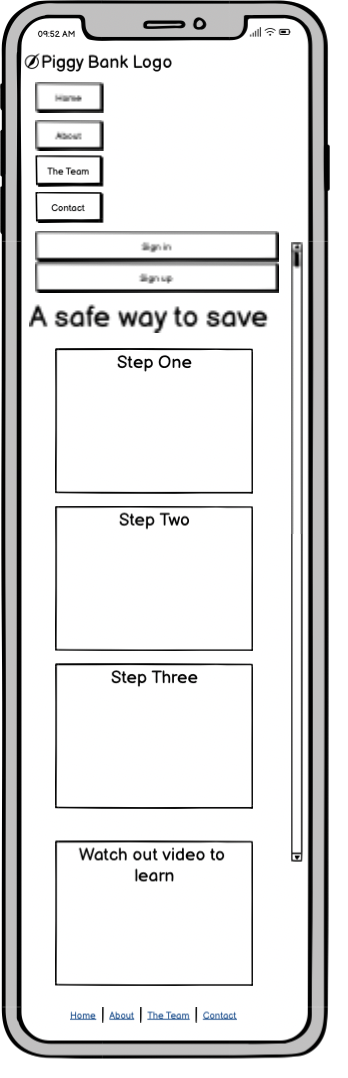 09:52 AM
Piggy Bank Logo
Home
About
The Team
Contact
Sign in
Sign up
A safe way to save
Step One
Step Two
Step Three
Watch out video to
learn
Home | About | The Team | Contact